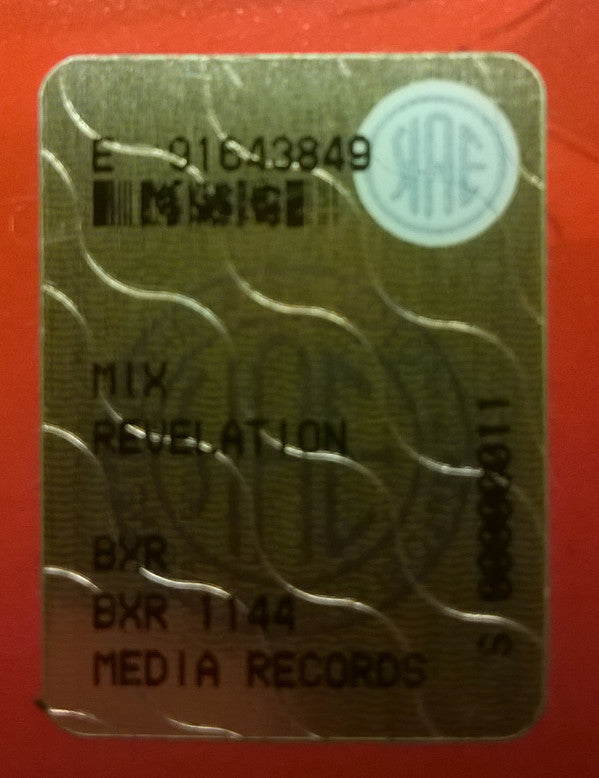 E 91643849
MIX
REVELATION
BXR
BXR 1144
MEDIA RECORDS